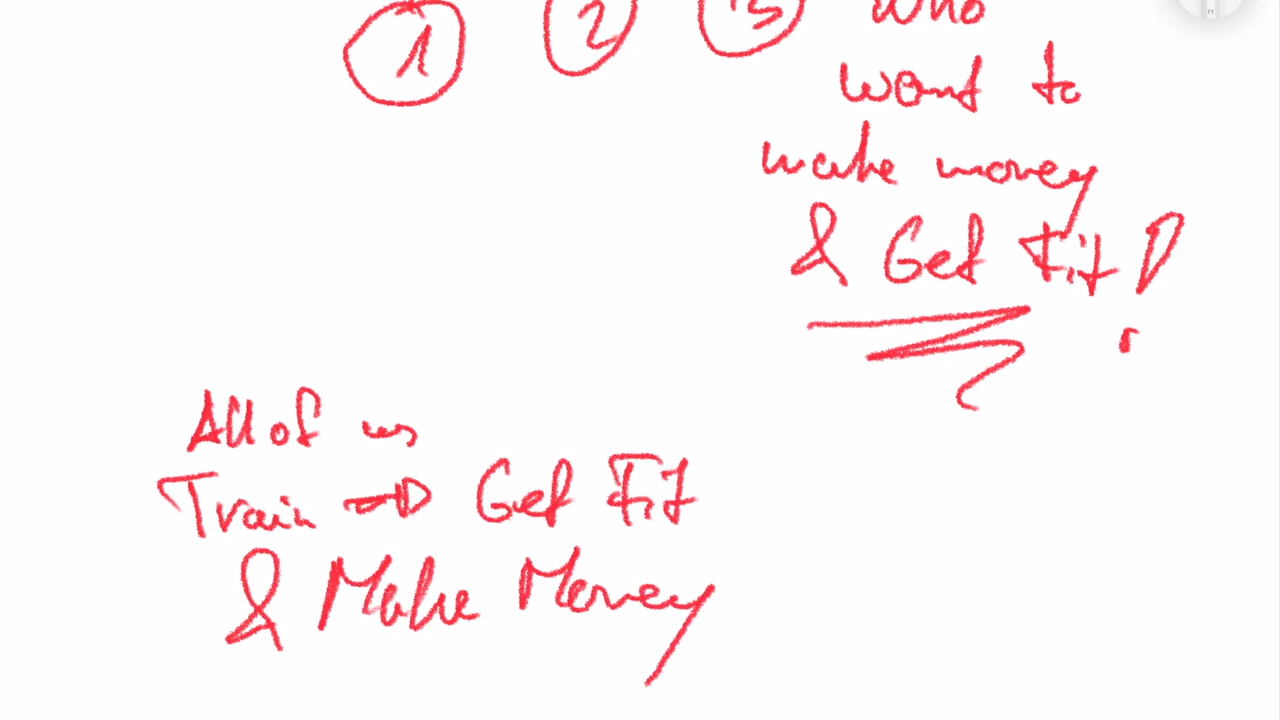 1 2 3 who
want to
make money
& Get Fit!
All of us
Train → Get Fit
& Make Money